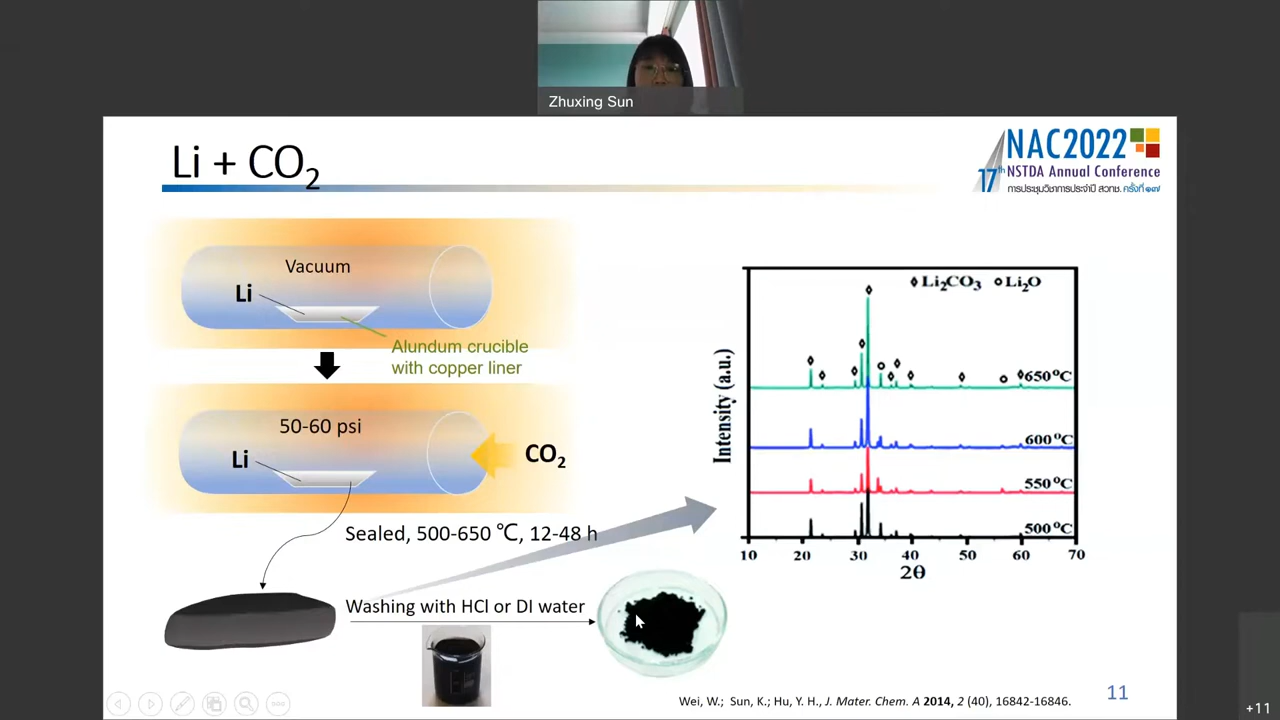 Zhuxing Sun
Li + CO₂
NAC2022
17th NSTDA Annual Conference
การประชุมวิชาการประจำปี สวทช. ครั้งที่ ๑๗
Vacuum
Li
Alundum crucible
with copper liner
50-60 psi
Li
CO₂
Sealed, 500-650 ℃, 12-48 h
Washing with HCl or DI water
Li₂CO₃ Li₂O
Intensity (a.u.)
650 ⁰C
600 ⁰C
550 ⁰C
500 ⁰C
10 20 30 40 50 60 70
2θ
Wei, W.; Sun, K.; Hu, Y. H., J. Mater. Chem. A 2014, 2 (40), 16842-16846.
11
+11